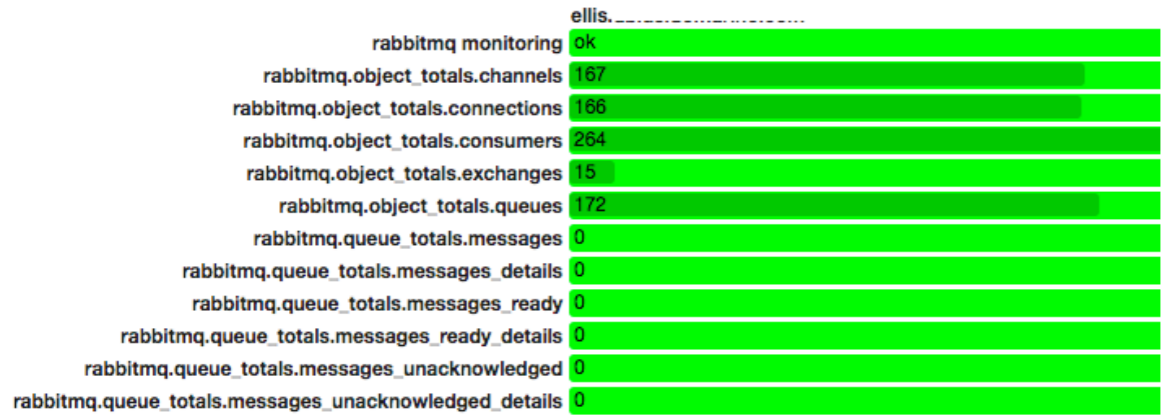 ellis.
rabbitmq monitoring ok
rabbitmq.object_totals.channels 167
rabbitmq.object_totals.connections 166
rabbitmq.object_totals.consumers 264
rabbitmq.object_totals.exchanges 15
rabbitmq.object_totals.queues 172
rabbitmq.queue_totals.messages 0
rabbitmq.queue_totals.messages_details 0
rabbitmq.queue_totals.messages_ready 0
rabbitmq.queue_totals.messages_ready_details 0
rabbitmq.queue_totals.messages_unacknowledged 0
rabbitmq.queue_totals.messages_unacknowledged_details 0